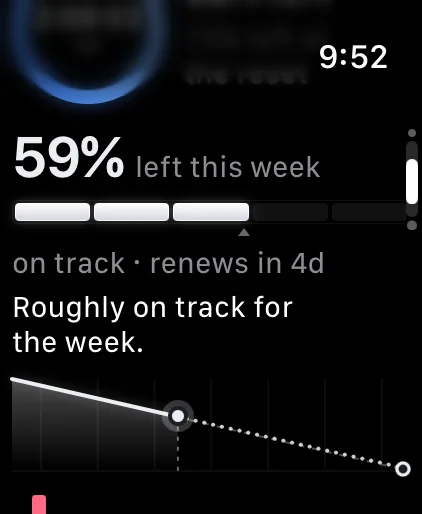 9:52
59% left this week
on track · renews in 4d
Roughly on track for
the week.